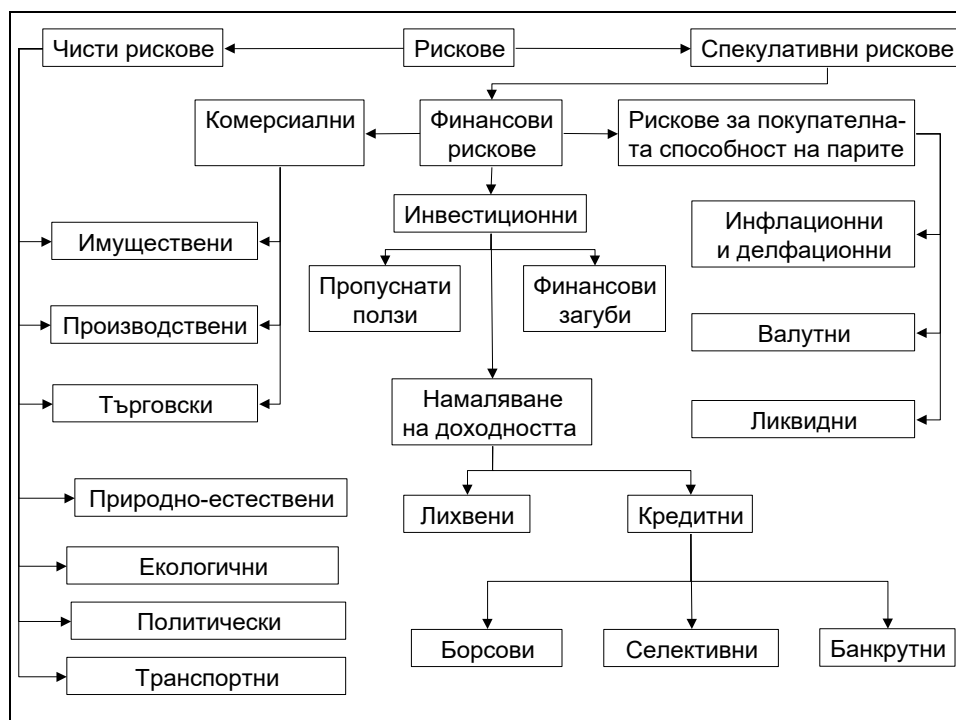 Чисти рискове
Рискове
Спекулативни рискове
Комерсиални
Финансови
рискове
Рискове за покупателна-
та способност на парите
Инвестиционни
Имуществени
Инфлационни
и делфационни
Пропуснати
ползи
Финансови
загуби
Производствени
Валутни
Търговски
Намаляване
на доходността
Ликвидни
Природно-естествени
Лихвени
Кредитни
Екологични
Политически
Борсови
Селективни
Банкрутни
Транспортни